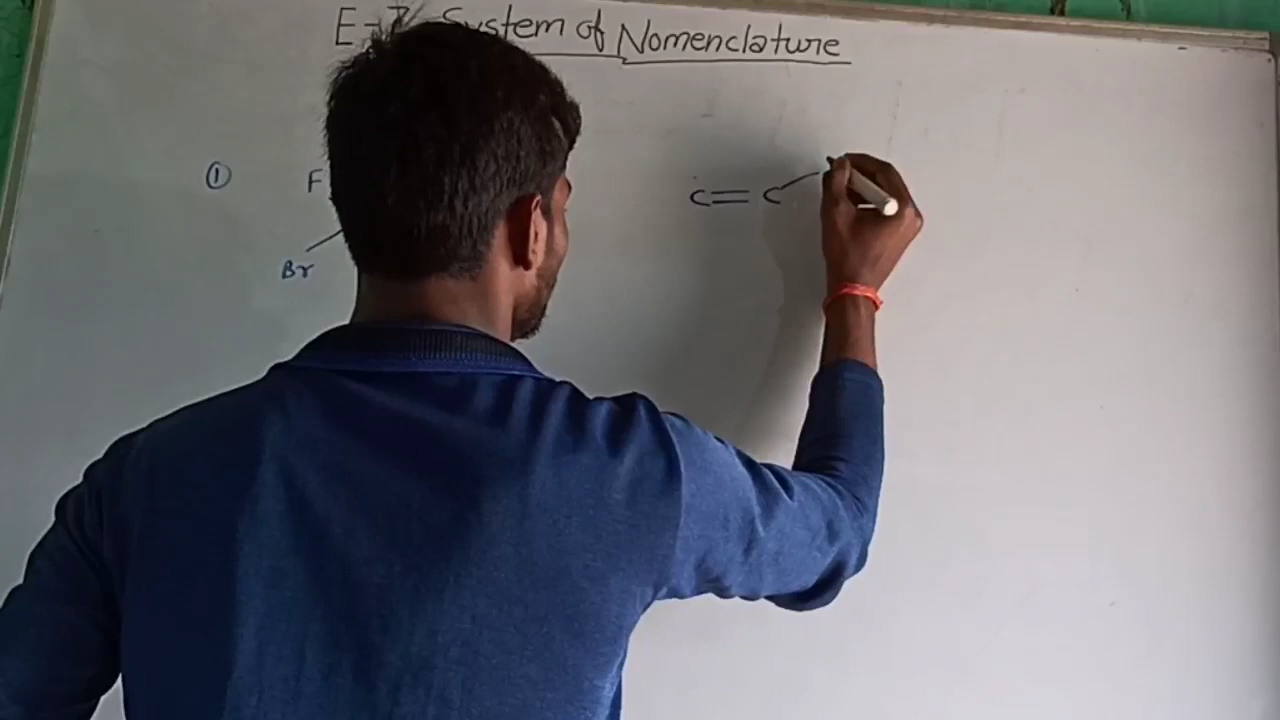 E-Z System of Nomenclature
① F
Br
C=C